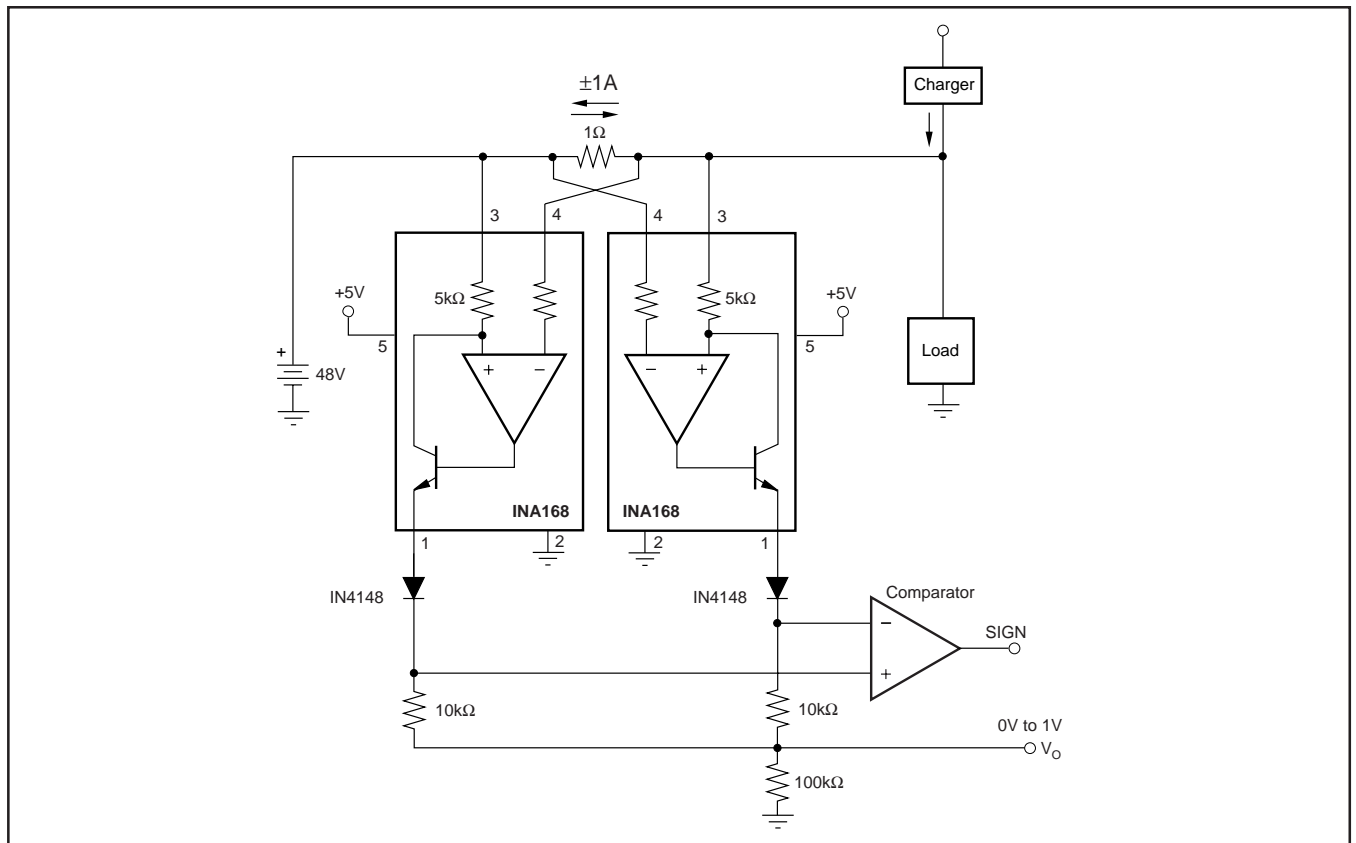 Charger
±1A
1Ω
3
4
4
3
+5V
5kΩ
5kΩ
+5V
5
5
+
48V
+
−
−
+
Load
INA168
INA168
1
2
2
1
IN4148
IN4148
Comparator
−
SIGN
+
10kΩ
10kΩ
0V to 1V
VO
100kΩ